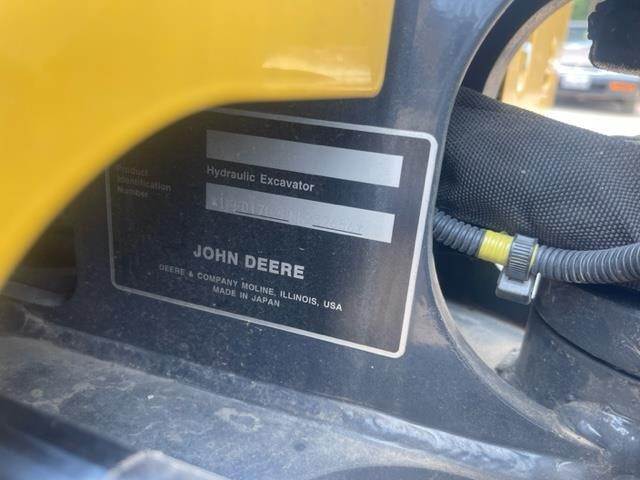 Hydraulic Excavator
Product
Identification
Number
JOHN DEERE
DEERE & COMPANY MOLINE, ILLINOIS, USA
MADE IN JAPAN